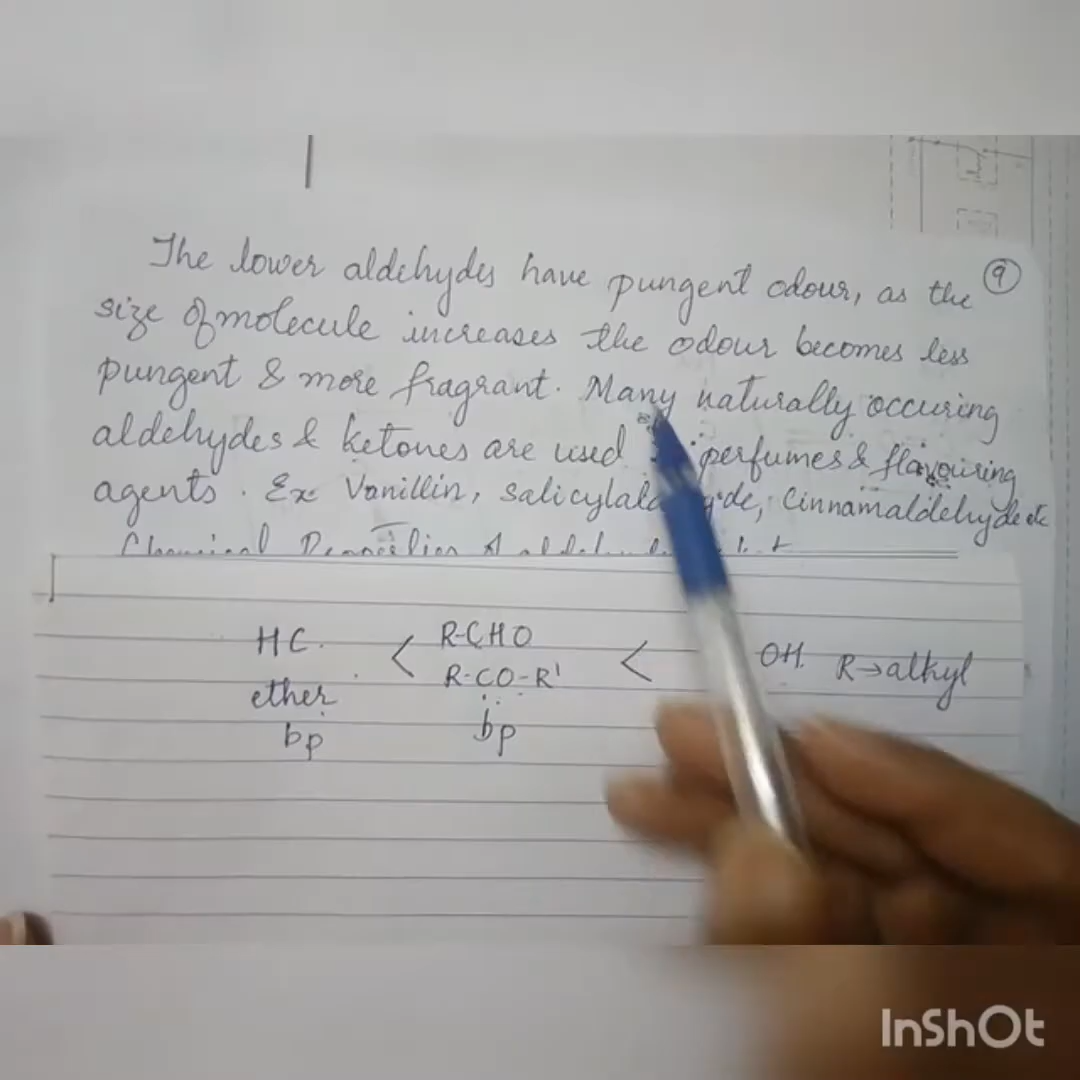 The lower aldehydes have pungent odour, as the
9
size of molecule increases the odour becomes less
pungent & more fragrant. Many naturally occuring
aldehydes & ketones are used perfumes & flavouring
agents. Ex Vanillin, Cinnamaldehyde etc
HC. < R-CHO < OH. R→alkyl
ether R-CO-R'
bp bp
InShOt